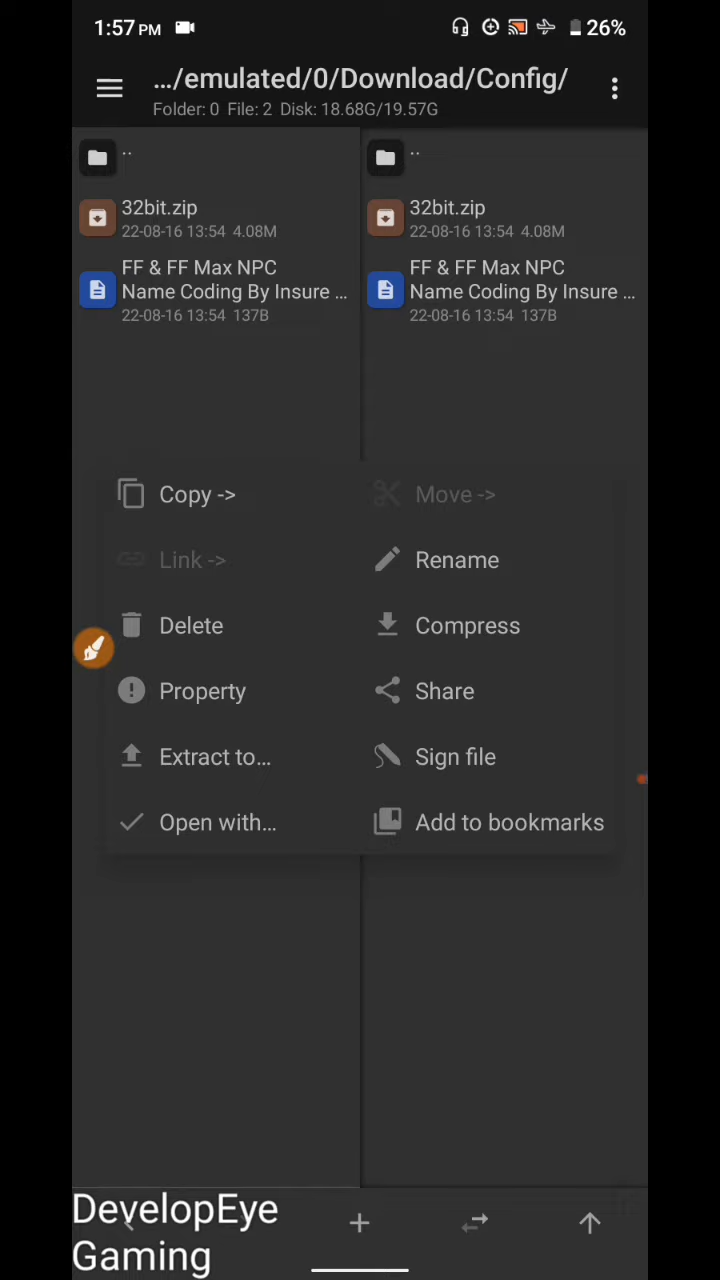 1:57 PM
26%
.../emulated/0/Download/Config/
Folder: 0 File: 2 Disk: 18.68G/19.57G
..
32bit.zip
22-08-16 13:54 4.08M
FF & FF Max NPC
Name Coding By Insure ...
22-08-16 13:54 137B
..
32bit.zip
22-08-16 13:54 4.08M
FF & FF Max NPC
Name Coding By Insure ...
22-08-16 13:54 137B
Copy ->
Move ->
Link ->
Rename
Delete
Compress
Property
Share
Extract to...
Sign file
Open with...
Add to bookmarks
DevelopEye
Gaming